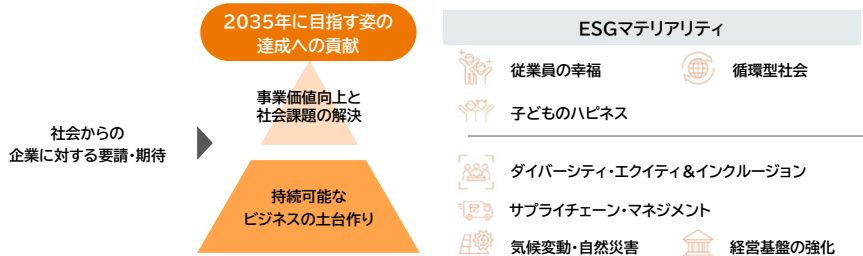 社会からの
企業に対する要請・期待
2035年に目指す姿の
達成への貢献
事業価値向上と
社会課題の解決
持続可能な
ビジネスの土台作り
ESGマテリアリティ
従業員の幸福
循環型社会
子どものハピネス
ダイバーシティ・エクイティ&インクルージョン
サプライチェーン・マネジメント
気候変動・自然災害
経営基盤の強化